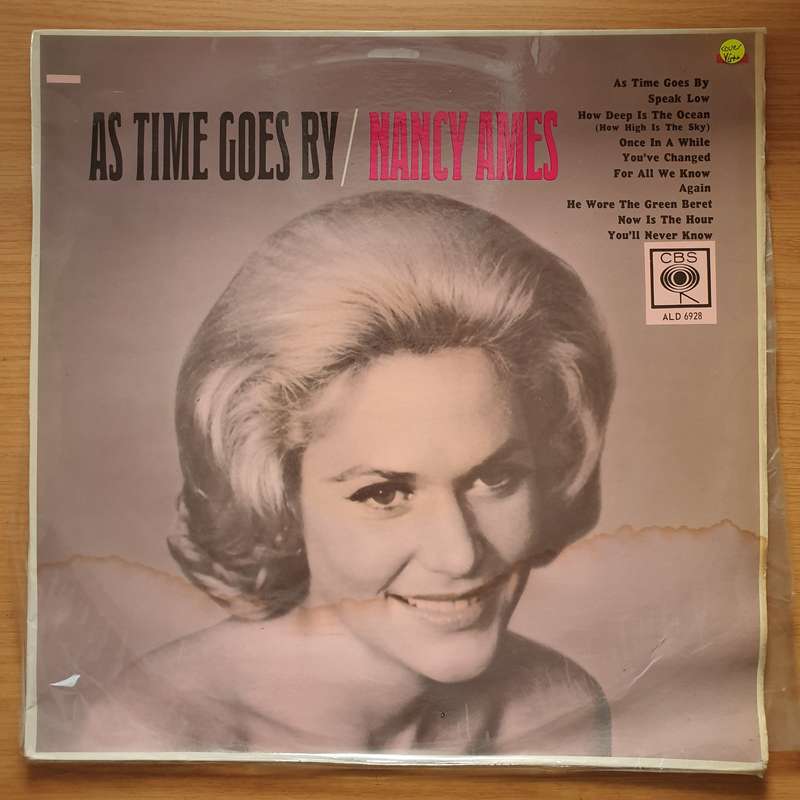 AS TIME GOES BY / NANCY AMES
As Time Goes By
Speak Low
How Deep Is The Ocean
(How High Is The Sky)
Once In A While
You've Changed
For All We Know
Again
He Wore The Green Beret
Now Is The Hour
You'll Never Know
CBS
ALD 6928